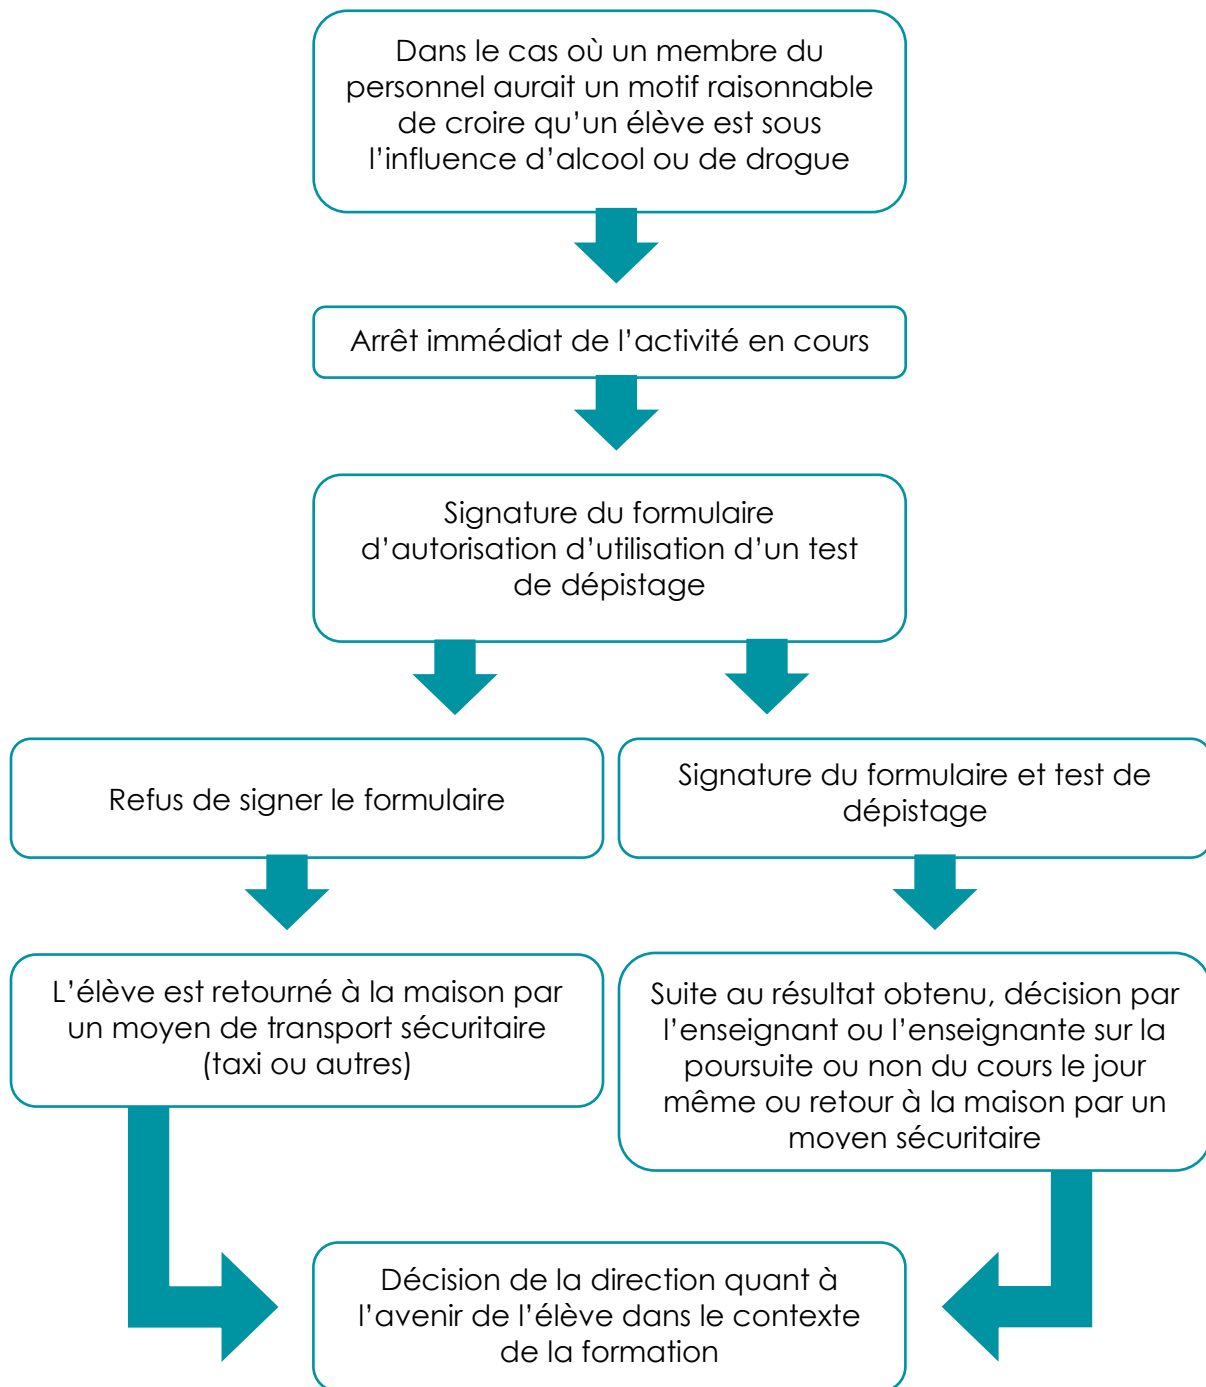 Dans le cas où un membre du
personnel aurait un motif raisonnable
de croire qu’un élève est sous
l’influence d’alcool ou de drogue
Arrêt immédiat de l’activité en cours
Signature du formulaire
d’autorisation d’utilisation d’un test
de dépistage
Refus de signer le formulaire
Signature du formulaire et test de
dépistage
L’élève est retourné à la maison par
un moyen de transport sécuritaire
(taxi ou autres)
Suite au résultat obtenu, décision par
l’enseignant ou l’enseignante sur la
poursuite ou non du cours le jour
même ou retour à la maison par un
moyen sécuritaire
Décision de la direction quant à
l’avenir de l’élève dans le contexte
de la formation